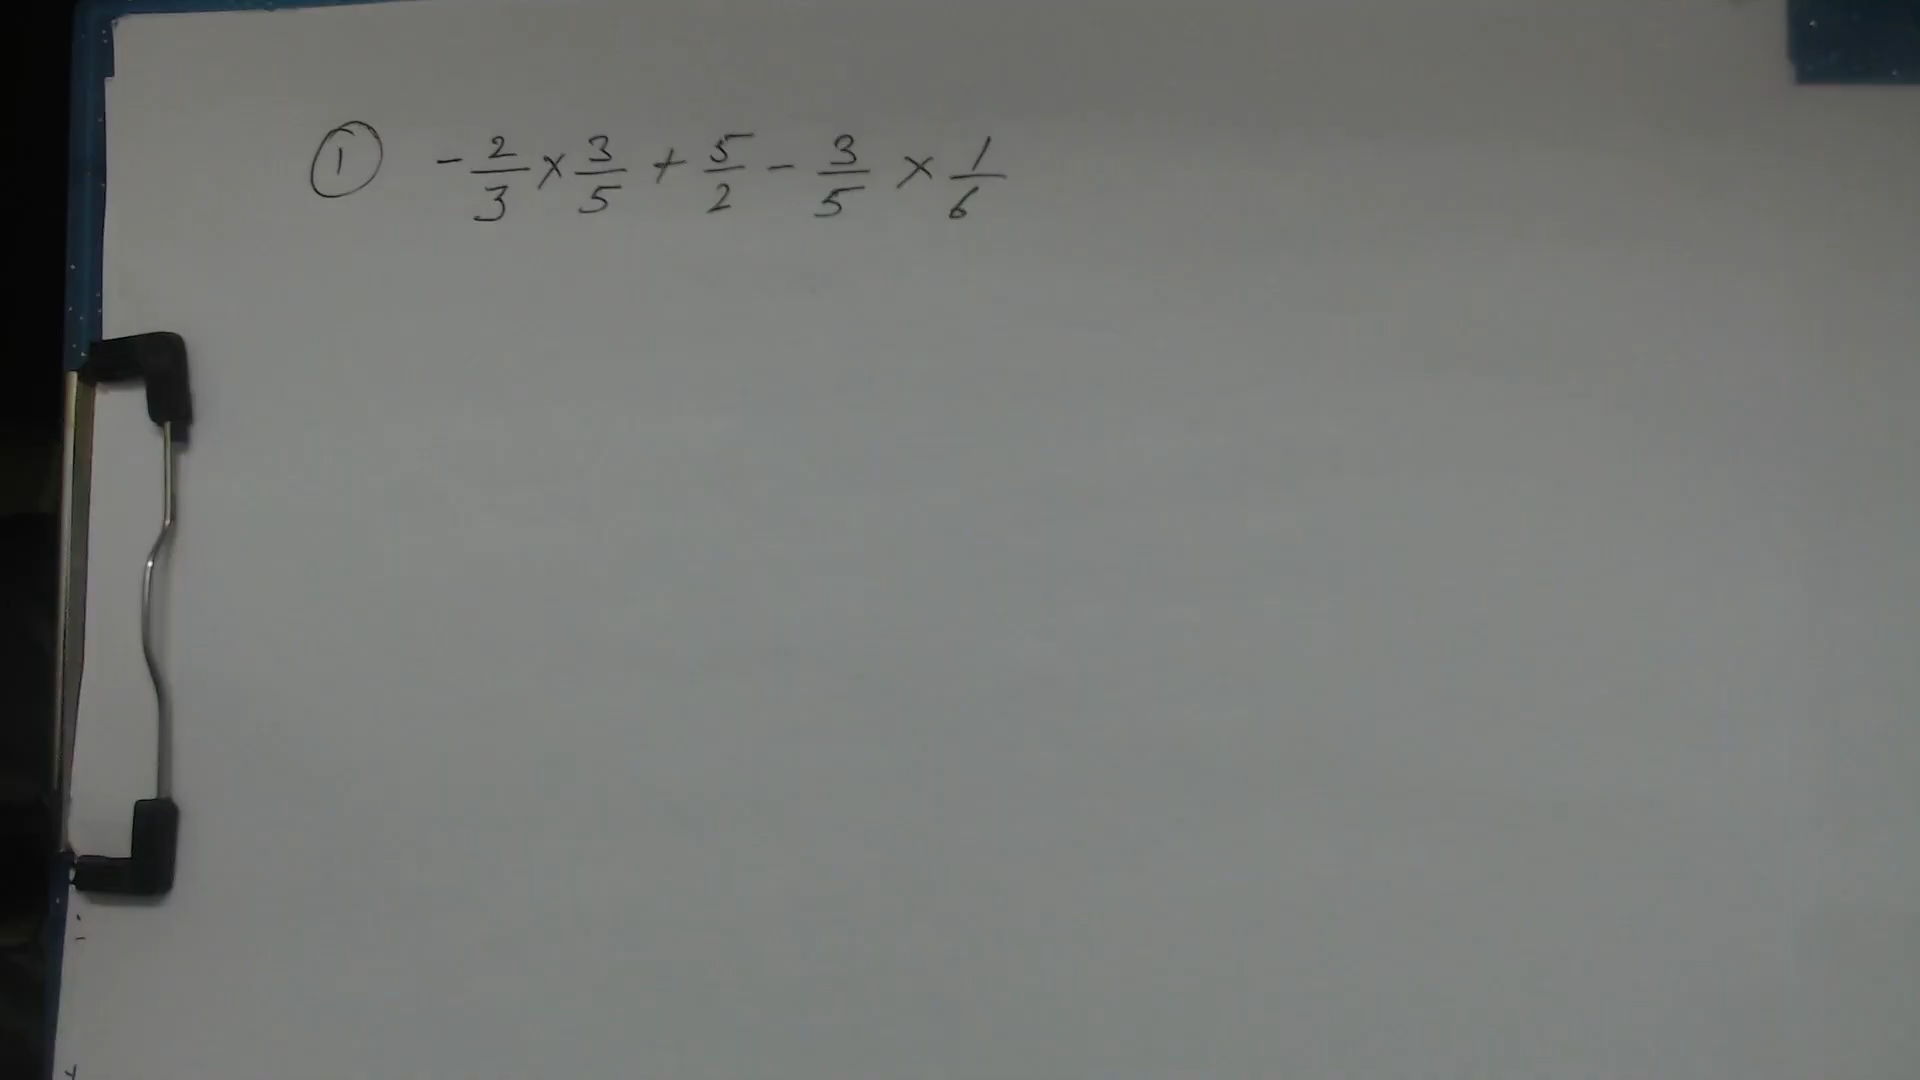 ① -2/3 × 3/5 + 5/2 - 3/5 × 1/6